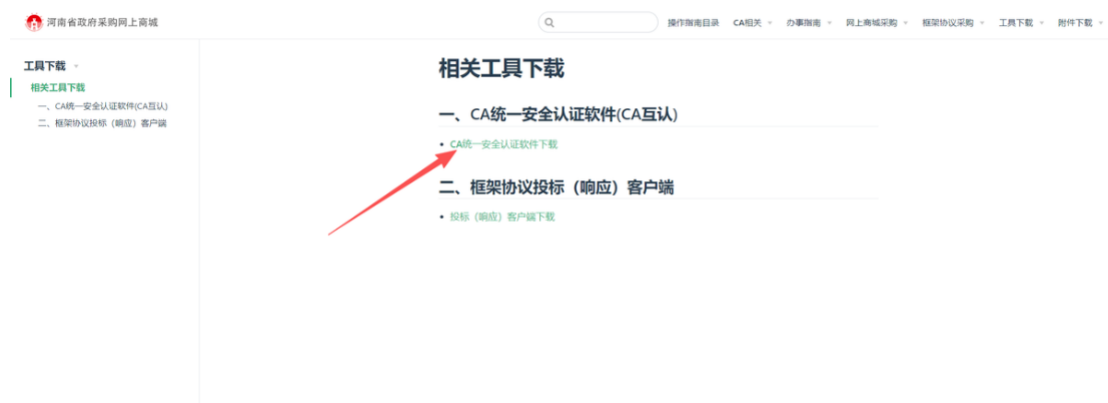 河南省政府采购网上商城
操作指南目录 CA相关 办事指南 网上商城采购 框架协议采购 工具下载 附件下载
工具下载
相关工具下载
一、CA统一安全认证软件(CA互认)
二、框架协议投标（响应）客户端
相关工具下载
一、CA统一安全认证软件(CA互认)
• CA统一安全认证软件下载
二、框架协议投标（响应）客户端
• 投标（响应）客户端下载